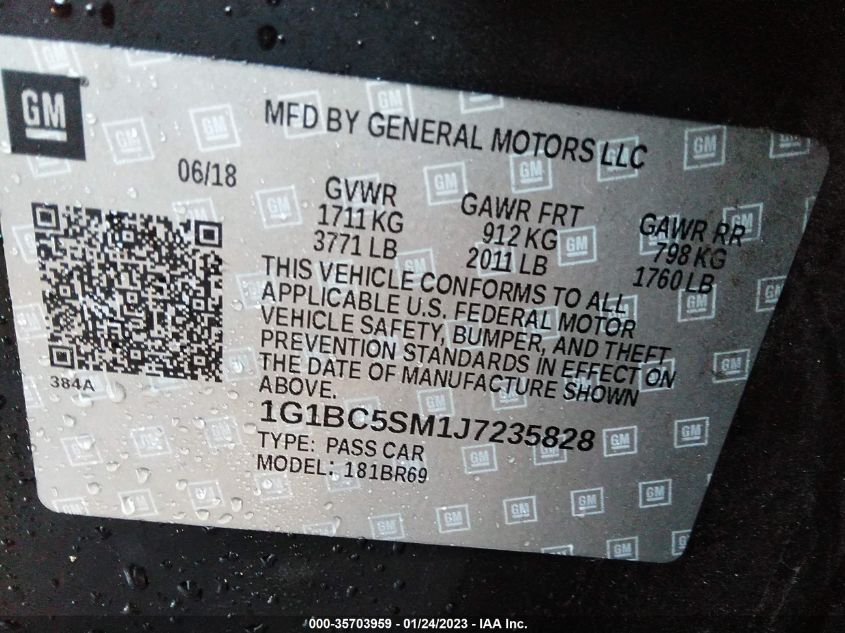 GM
MFD BY GENERAL MOTORS LLC
06/18
GVWR
1711 KG
3771 LB
GAWR FRT
912 KG
2011 LB
GAWR RR
798 KG
1760 LB
THIS VEHICLE CONFORMS TO ALL
APPLICABLE U.S. FEDERAL MOTOR
VEHICLE SAFETY, BUMPER, AND THEFT
PREVENTION STANDARDS IN EFFECT ON
THE DATE OF MANUFACTURE SHOWN
ABOVE.
384A
1G1BC5SM1J7235828
TYPE: PASS CAR
MODEL: 181BR69
000-35703959 - 01/24/2023 - IAA Inc.